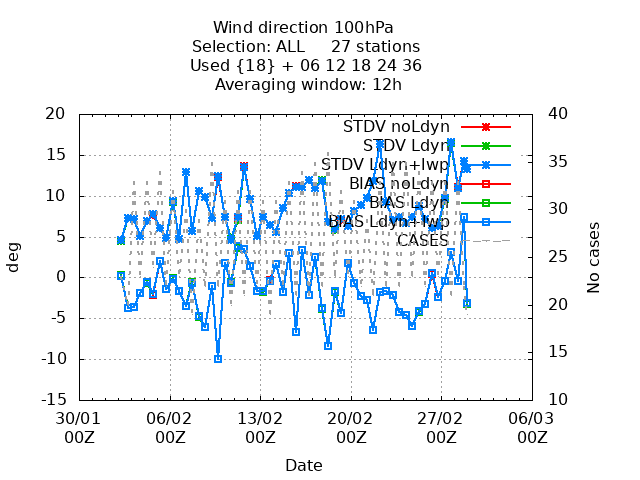 Wind direction 100hPa
Selection: ALL     27 stations
Used {18} + 06 12 18 24 36
Averaging window: 12h
20
15
10
5
0
-5
-10
-15
deg
40
35
30
25
20
15
10
No cases
STDV noLdyn
STDV Ldyn
STDV Ldyn+lwp
BIAS noLdyn
BIAS Ldyn
BIAS Ldyn+lwp
CASES
30/01 06/02 13/02 20/02 27/02 06/03
00Z 00Z 00Z 00Z 00Z 00Z
Date